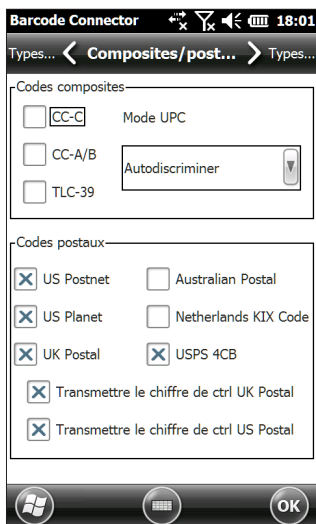 Barcode Connector 18:01
Types... Composites/post... Types...
Codes composites
CC-C Mode UPC
CC-A/B
Autodiscriminer
TLC-39
Codes postaux
US Postnet Australian Postal
US Planet Netherlands KIX Code
UK Postal USPS 4CB
Transmettre le chiffre de ctrl UK Postal
Transmettre le chiffre de ctrl US Postal
OK